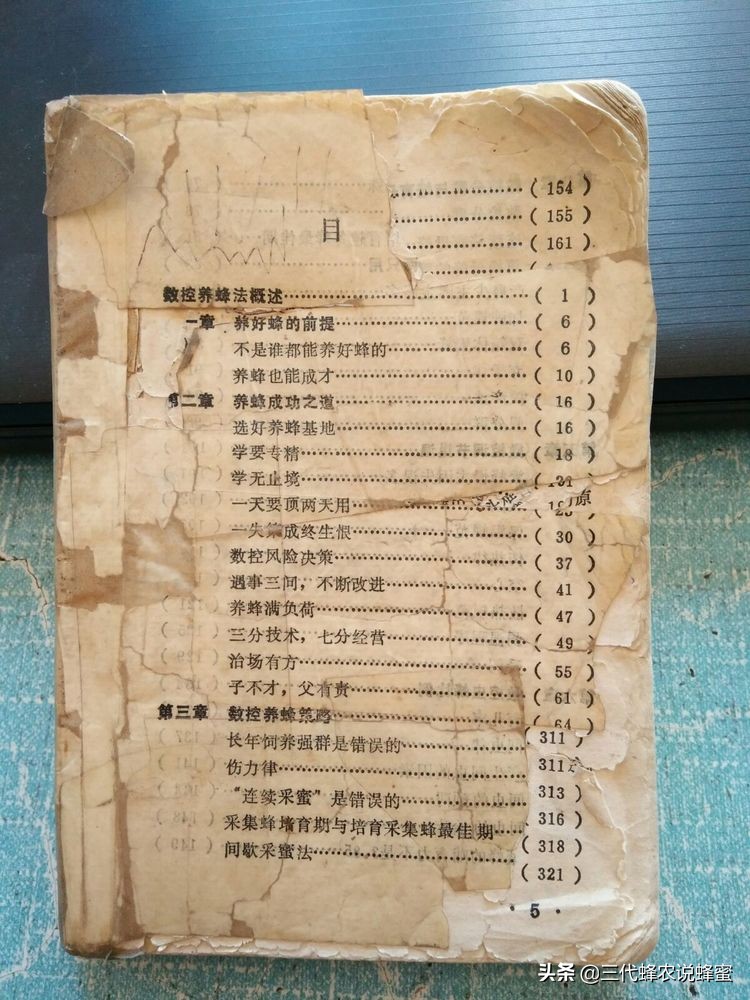 ………………( 154 )
………………( 155 )
………………( 161 )
目
数控养蜂法概述………………( 1 )
一章 养好蜂的前提………………( 6 )
不是谁都能养好蜂的………………( 6 )
养蜂也能成才………………( 10 )
第二章 养蜂成功之道………………( 16 )
选好养蜂基地………………( 16 )
学要专精………………( 18 )
学无止境………………
一天要顶两天用………………原
一失策成终生恨………………( 30 )
数控风险决策………………( 37 )
遇事三问，不断改进………………( 41 )
养蜂满负荷………………( 47 )
三分技术，七分经营………………( 49 )
治场有方………………( 55 )
子不才，父有责………………( 61 )
第三章 数控养蜂策略………………( 64 )
长年饲养强群是错误的………………( 311 )
伤力律………………( 311
“连续采蜜”是错误的………………( 313 )
采集蜂培育期与培育采集蜂最佳期………( 316 )
间歇采蜜法………………( 318 )
( 321 )
· 5 ·
头条 @三代蜂农说蜂蜜